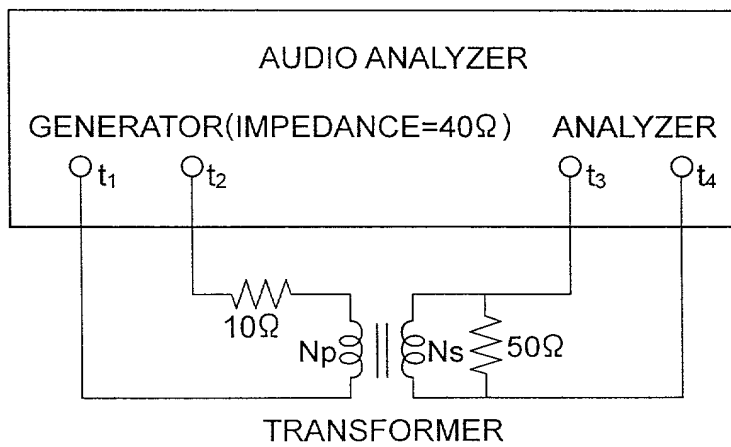 AUDIO ANALYZER
GENERATOR(IMPEDANCE=40Ω) ANALYZER
t₁ t₂ t₃ t₄
10Ω
Np Ns 50Ω
TRANSFORMER